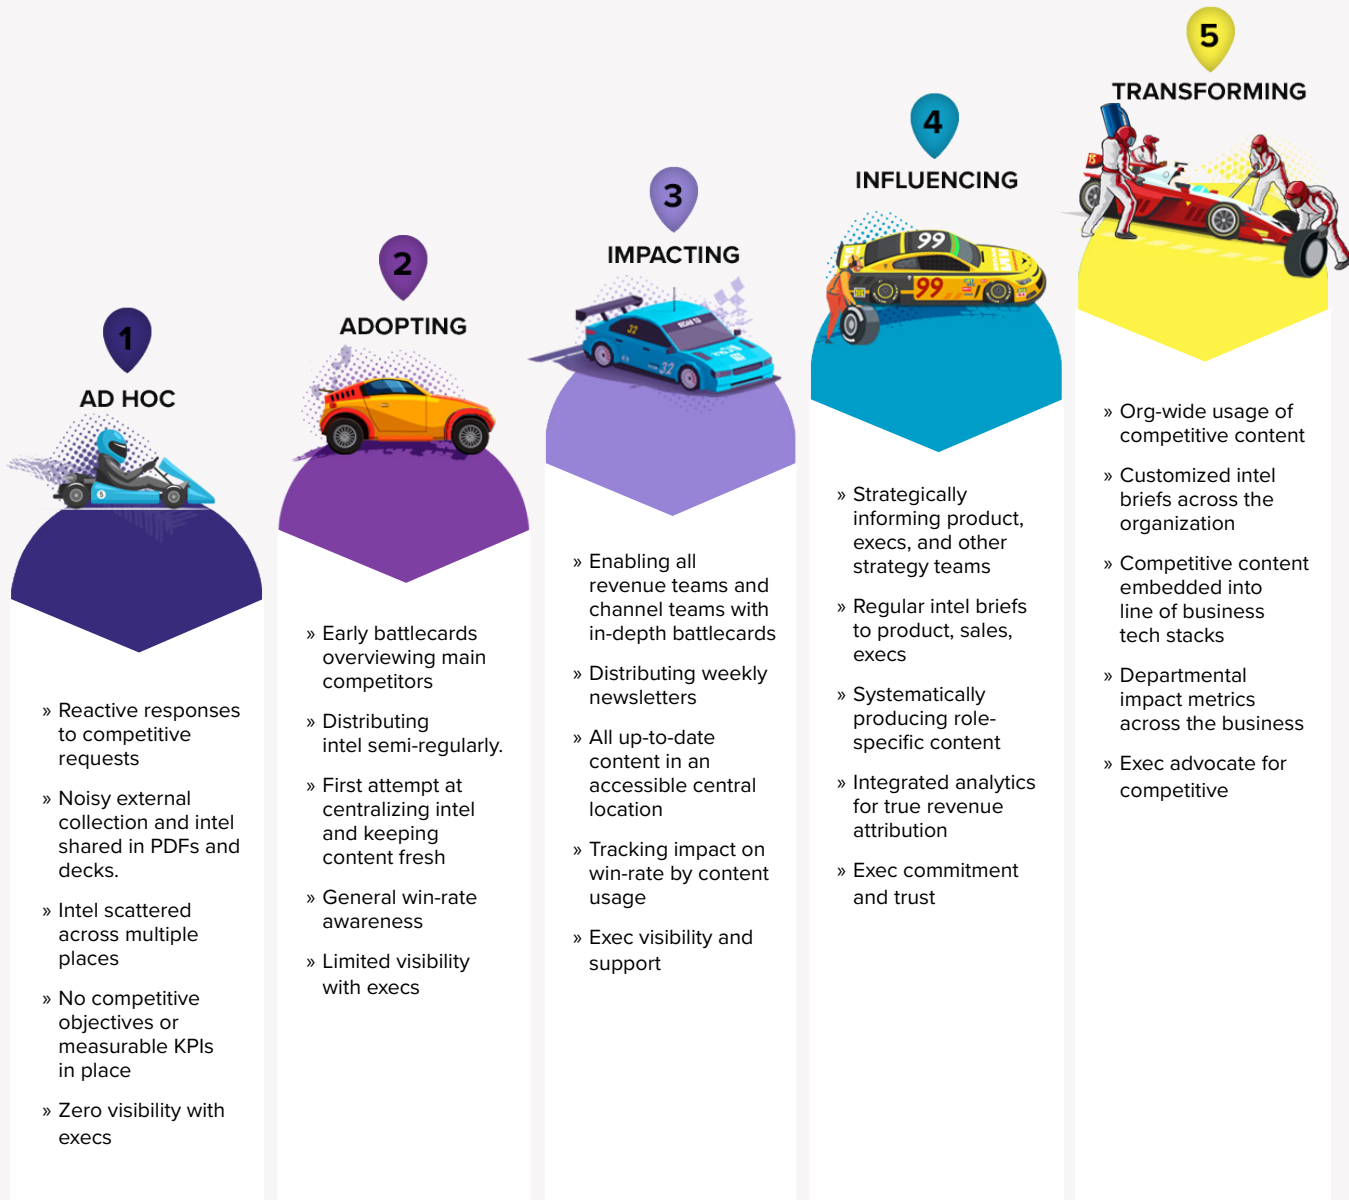 1
AD HOC
» Reactive responses
to competitive
requests
» Noisy external
collection and intel
shared in PDFs and
decks.
» Intel scattered
across multiple
places
» No competitive
objectives or
measurable KPIs
in place
» Zero visibility with
execs
2
ADOPTING
» Early battlecards
overviewing main
competitors
» Distributing
intel semi-regularly.
» First attempt at
centralizing intel
and keeping
content fresh
» General win-rate
awareness
» Limited visibility
with execs
3
IMPACTING
32
32
» Enabling all
revenue teams and
channel teams with
in-depth battlecards
» Distributing weekly
newsletters
» All up-to-date
content in an
accessible central
location
» Tracking impact on
win-rate by content
usage
» Exec visibility and
support
4
INFLUENCING
99
99
» Strategically
informing product,
execs, and other
strategy teams
» Regular intel briefs
to product, sales,
execs
» Systematically
producing role-
specific content
» Integrated analytics
for true revenue
attribution
» Exec commitment
and trust
5
TRANSFORMING
» Org-wide usage of
competitive content
» Customized intel
briefs across the
organization
» Competitive content
embedded into
line of business
tech stacks
» Departmental
impact metrics
across the business
» Exec advocate for
competitive